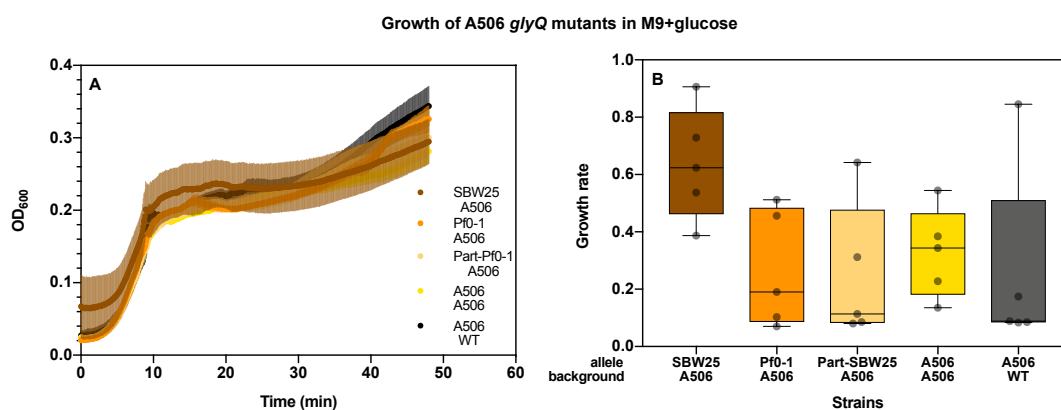 Growth of A506 glyQ mutants in M9+glucose
A
OD600
0.4
0.3
0.2
0.1
0.0
0 10 20 30 40 50 60
Time (min)
SBW25
A506
Pf0-1
A506
Part-Pf0-1
A506
A506
A506
A506
WT
B
Growth rate
1.0
0.8
0.6
0.4
0.2
0.0
allele SBW25 Pf0-1 Part-SBW25 A506 A506
background A506 A506 A506 A506 WT
Strains